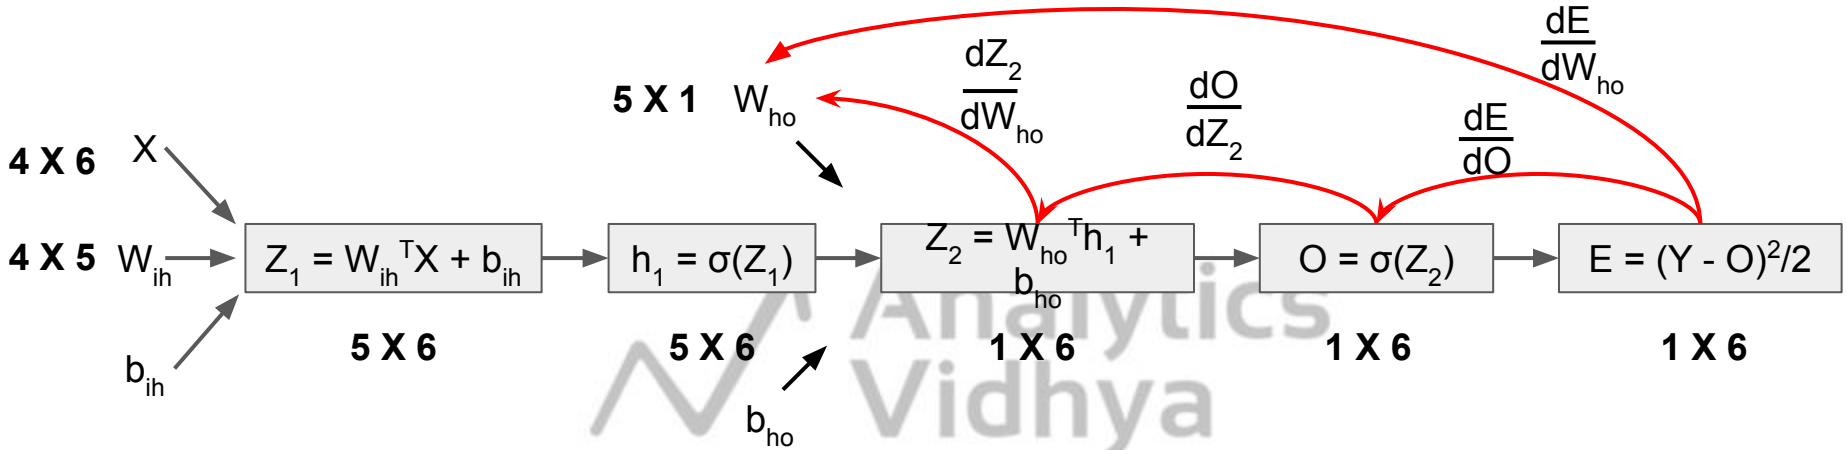 dE
dW_ho
dZ_2
dW_ho
dO
dZ_2
dE
dO
5 X 1 W_ho
4 X 6 X
4 X 5 W_ih
Z_1 = W_ih^T X + b_ih
h_1 = σ(Z_1)
Z_2 = W_ho^T h_1 +
b_ho
O = σ(Z_2)
E = (Y - O)^2/2
5 X 6
5 X 6
1 X 6
1 X 6
1 X 6
b_ih
b_ho
Analytics
Vidhya